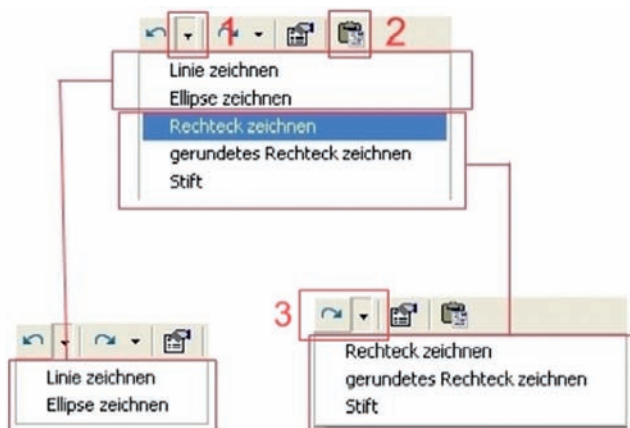 1
2
Linie zeichnen
Ellipse zeichnen
Rechteck zeichnen
gerundetes Rechteck zeichnen
Stift
3
Linie zeichnen
Ellipse zeichnen
Rechteck zeichnen
gerundetes Rechteck zeichnen
Stift